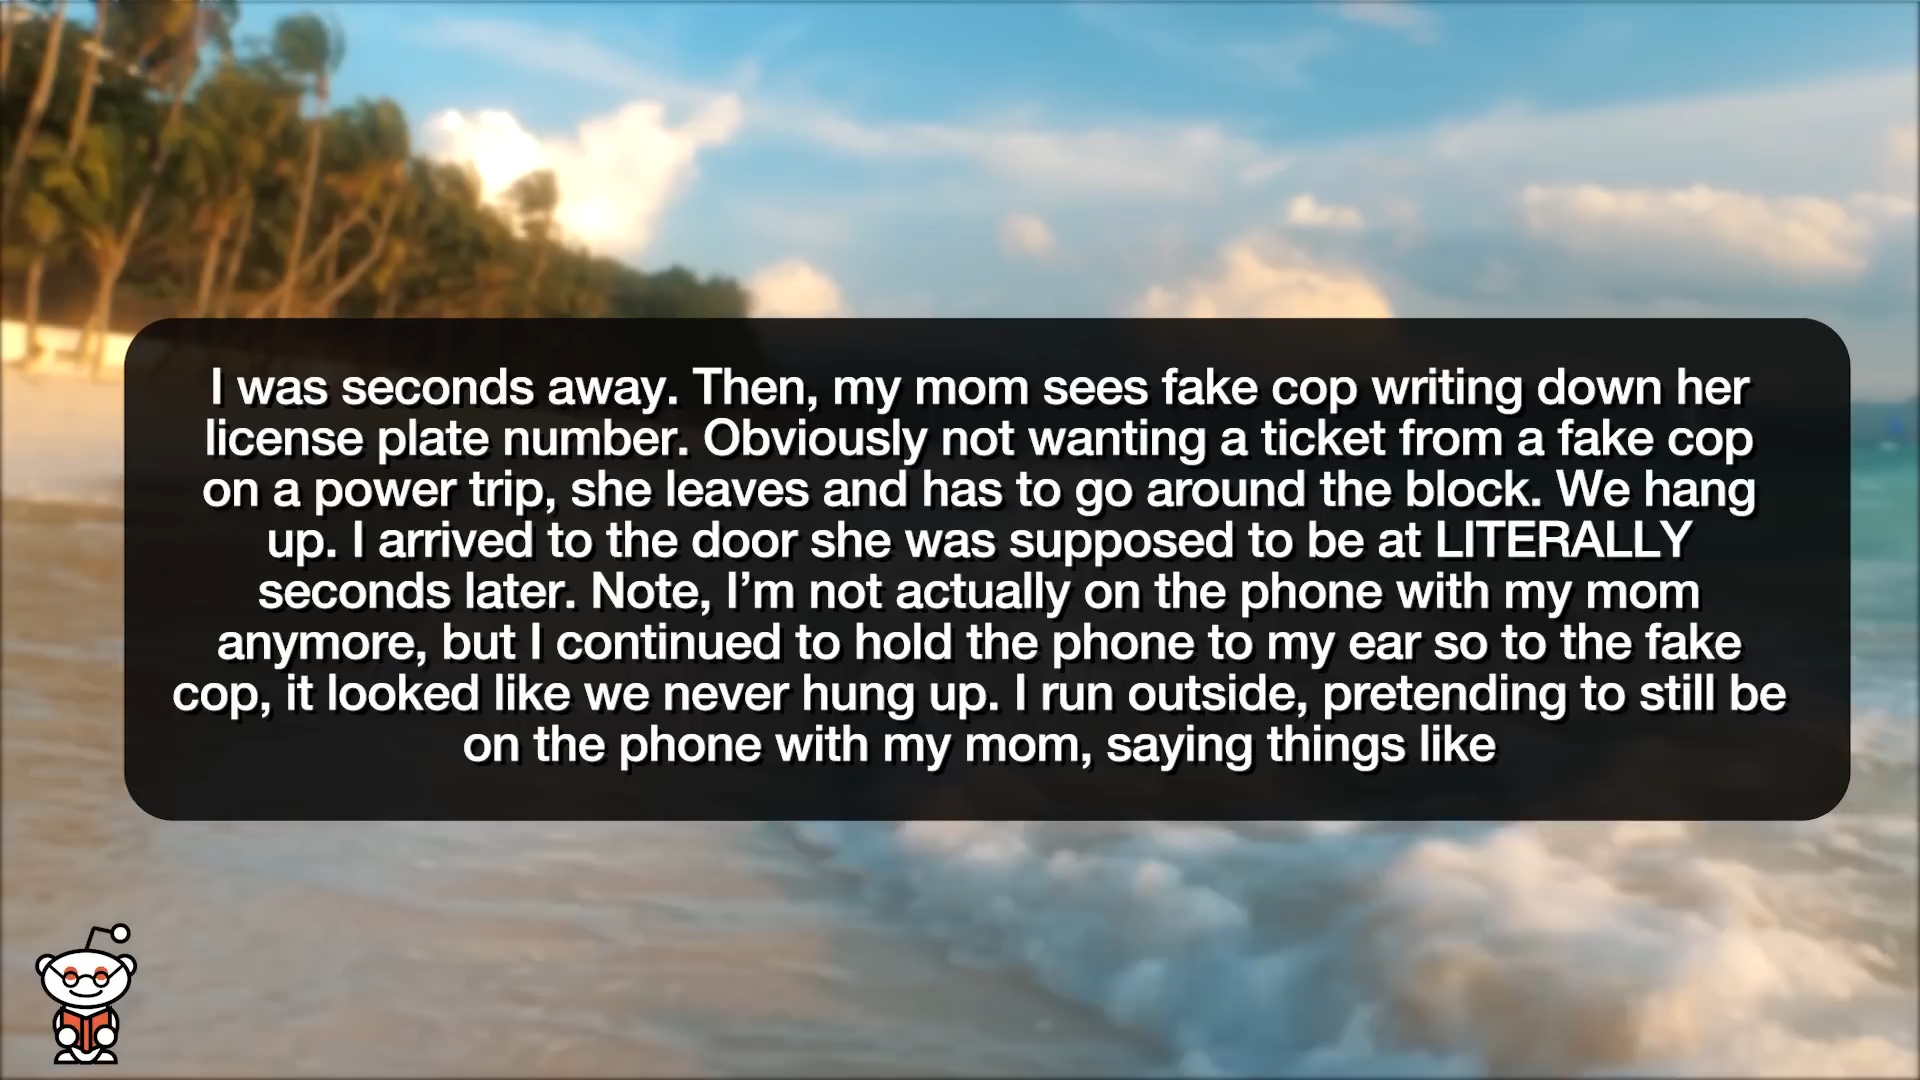 I was seconds away. Then, my mom sees fake cop writing down her
license plate number. Obviously not wanting a ticket from a fake cop
on a power trip, she leaves and has to go around the block. We hang
up. I arrived to the door she was supposed to be at LITERALLY
seconds later. Note, I’m not actually on the phone with my mom
anymore, but I continued to hold the phone to my ear so to the fake
cop, it looked like we never hung up. I run outside, pretending to still be
on the phone with my mom, saying things like